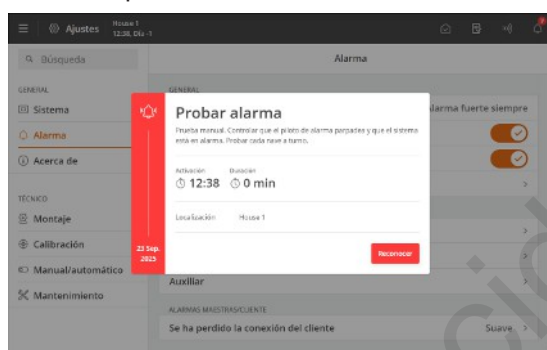 Ajustes
House 1
12:38, Día -1
Búsqueda
Alarma
GENERAL
GENERAL
Sistema
Alarma fuerte siempre
Alarma
Acerca de
TÉCNICO
Montaje
Calibración
Manual/automático
Mantenimiento
Probar alarma
Prueba manual. Controlar que el piloto de alarma parpadea y que el sistema
está en alarma. Probar cada nave a turno.
Activación Duración
12:38 0 min
Localización House 1
23 Sep.
2025
Reconocer
Auxiliar
ALARMAS MAESTRAS/CLIENTE
Se ha perdido la conexión del cliente Suave